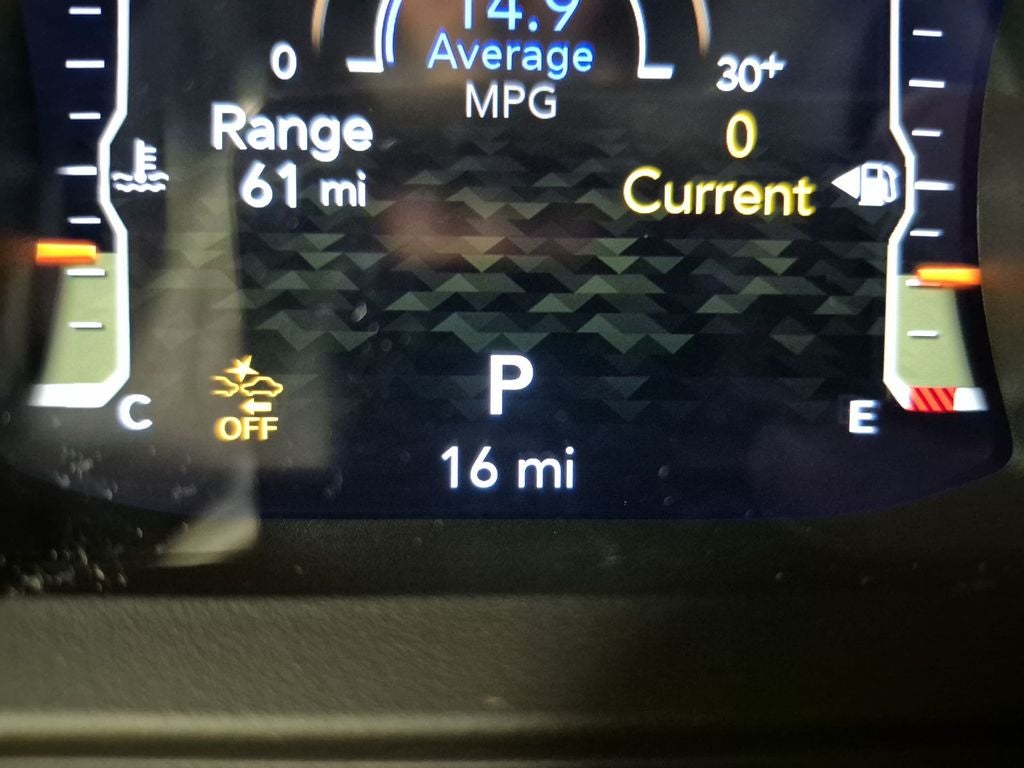 14.9
Average
MPG
0
30+
Range
61 mi
0
Current
C
OFF
P
E
16 mi